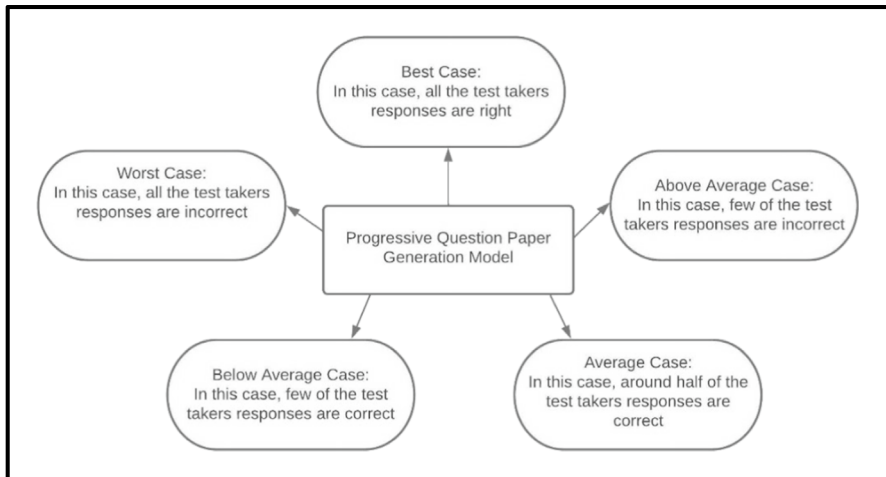 Best Case:
In this case, all the test takers
responses are right
Worst Case:
In this case, all the test takers
responses are incorrect
Above Average Case:
In this case, few of the test
takers responses are incorrect
Progressive Question Paper
Generation Model
Below Average Case:
In this case, few of the test
takers responses are correct
Average Case:
In this case, around half of the
test takers responses are
correct